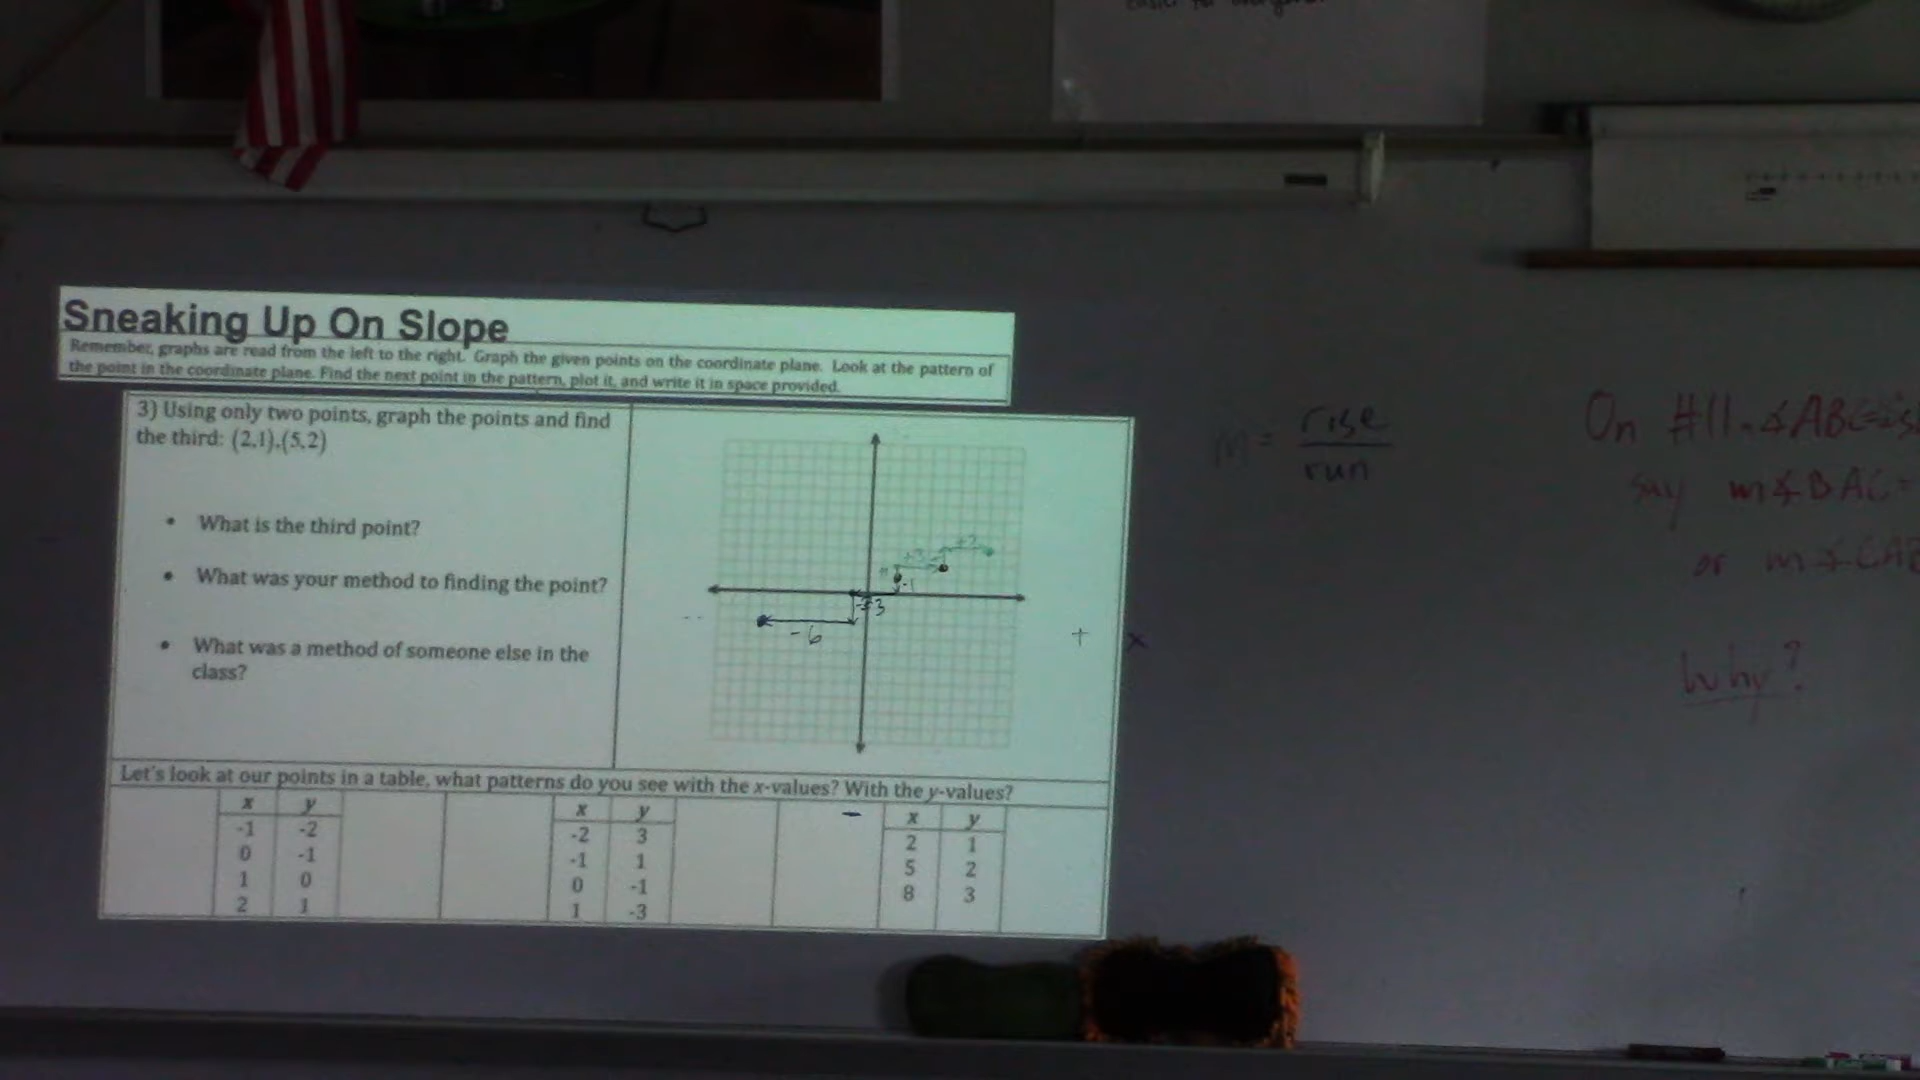 Sneaking Up On Slope
Remember, graphs are read from the left to the right. Graph the given points on the coordinate plane. Look at the pattern of
the point in the coordinate plane. Find the next point in the pattern, plot it, and write it in space provided.
3) Using only two points, graph the points and find
the third: (2,1),(5,2)
• What is the third point?
• What was your method to finding the point?
• What was a method of someone else in the
class?
+3
-1
-3
-6
+ x
Let's look at our points in a table, what patterns do you see with the x-values? With the y-values?
x y
-1 -2
0 -1
1 0
2 1
x y
-2 3
-1 1
0 -1
1 -3
x y
2 1
5 2
8 3
m = rise
run
On #11. ∡ABC
say m∡BAC =
or m∡CAB
Why?